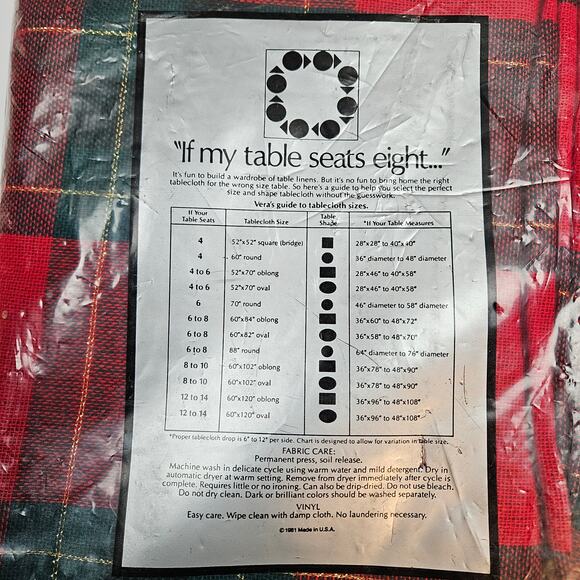 "If my table seats eight..."
It's fun to build a wardrobe of table linens. But it's no fun to bring home the right
tablecloth for the wrong size table. So here's a guide to help you select the perfect
size and shape tablecloth without the guesswork.
Vera's guide to tablecloth sizes.
If Your Table Seats Tablecloth Size Table Shape *If Your Table Measures
4 52"x52" square (bridge) 28"x28" to 40"x40"
4 60" round 36" diameter to 48" diameter
4 to 6 52"x70" oblong 28"x46" to 40"x58"
4 to 6 52"x70" oval 28"x46" to 40"x58"
6 70" round 46" diameter to 58" diameter
6 to 8 60"x84" oblong 36"x60" to 48"x72"
6 to 8 60"x82" oval 36"x58" to 48"x70"
6 to 8 88" round 64" diameter to 76" diameter
8 to 10 60"x102" oblong 36"x78" to 48"x90"
8 to 10 60"x102" oval 36"x78" to 48"x90"
12 to 14 60"x120" oblong 36"x96" to 48"x108"
12 to 14 60"x120" oval 36"x96" to 48"x108"
*Proper tablecloth drop is 6" to 12" per side. Chart is designed to allow for variation in table size.
FABRIC CARE:
Permanent press, soil release.
Machine wash in delicate cycle using warm water and mild detergent. Dry in
automatic dryer at warm setting. Remove from dryer immediately after cycle is
complete. Requires little or no ironing. Can also be drip-dried. Do not use bleach.
Do not dry clean. Dark or brilliant colors should be washed separately.
VINYL
Easy care. Wipe clean with damp cloth. No laundering necessary.
© 1981 Made in U.S.A.